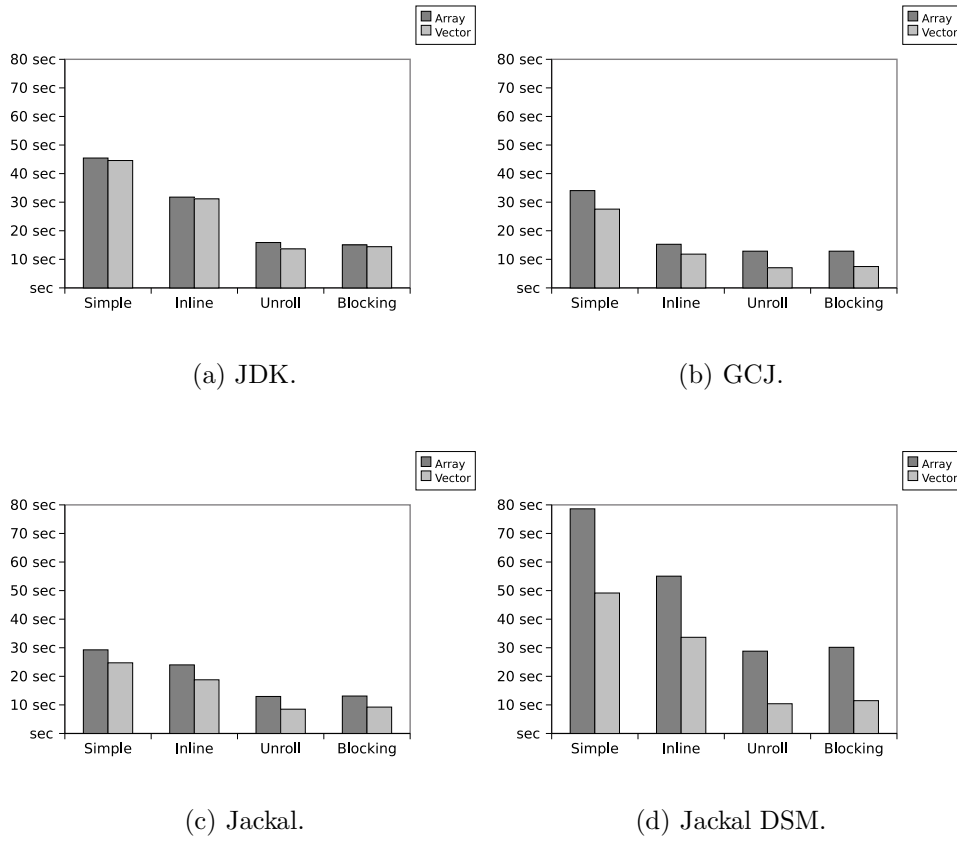 Array
Vector
80 sec
70 sec
60 sec
50 sec
40 sec
30 sec
20 sec
10 sec
sec
Simple Inline Unroll Blocking
(a) JDK.
Array
Vector
80 sec
70 sec
60 sec
50 sec
40 sec
30 sec
20 sec
10 sec
sec
Simple Inline Unroll Blocking
(b) GCJ.
Array
Vector
80 sec
70 sec
60 sec
50 sec
40 sec
30 sec
20 sec
10 sec
sec
Simple Inline Unroll Blocking
(c) Jackal.
Array
Vector
80 sec
70 sec
60 sec
50 sec
40 sec
30 sec
20 sec
10 sec
sec
Simple Inline Unroll Blocking
(d) Jackal DSM.